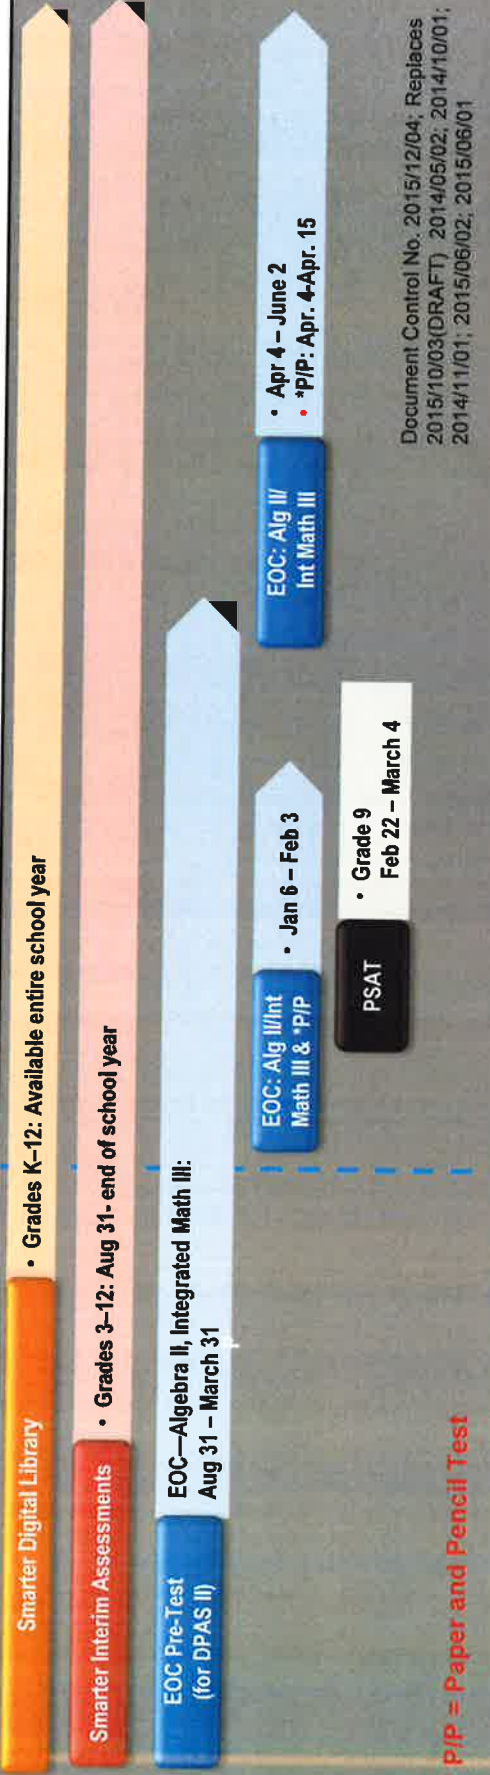 Smarter Digital Library
• Grades K–12: Available entire school year
Smarter Interim Assessments
• Grades 3–12: Aug 31- end of school year
EOC Pre-Test
(for DPAS II)
EOC—Algebra II, Integrated Math III:
Aug 31 – March 31
EOC: Alg II/Int
Math III & *P/P
• Jan 6 – Feb 3
EOC: Alg II/
Int Math III
• Apr 4 – June 2
• *P/P: Apr. 4-Apr. 15
PSAT
• Grade 9
Feb 22 – March 4
P/P = Paper and Pencil Test
Document Control No. 2015/12/04; Replaces
2015/10/03(DRAFT) 2014/05/02; 2014/10/01;
2014/11/01; 2015/06/02; 2015/06/01